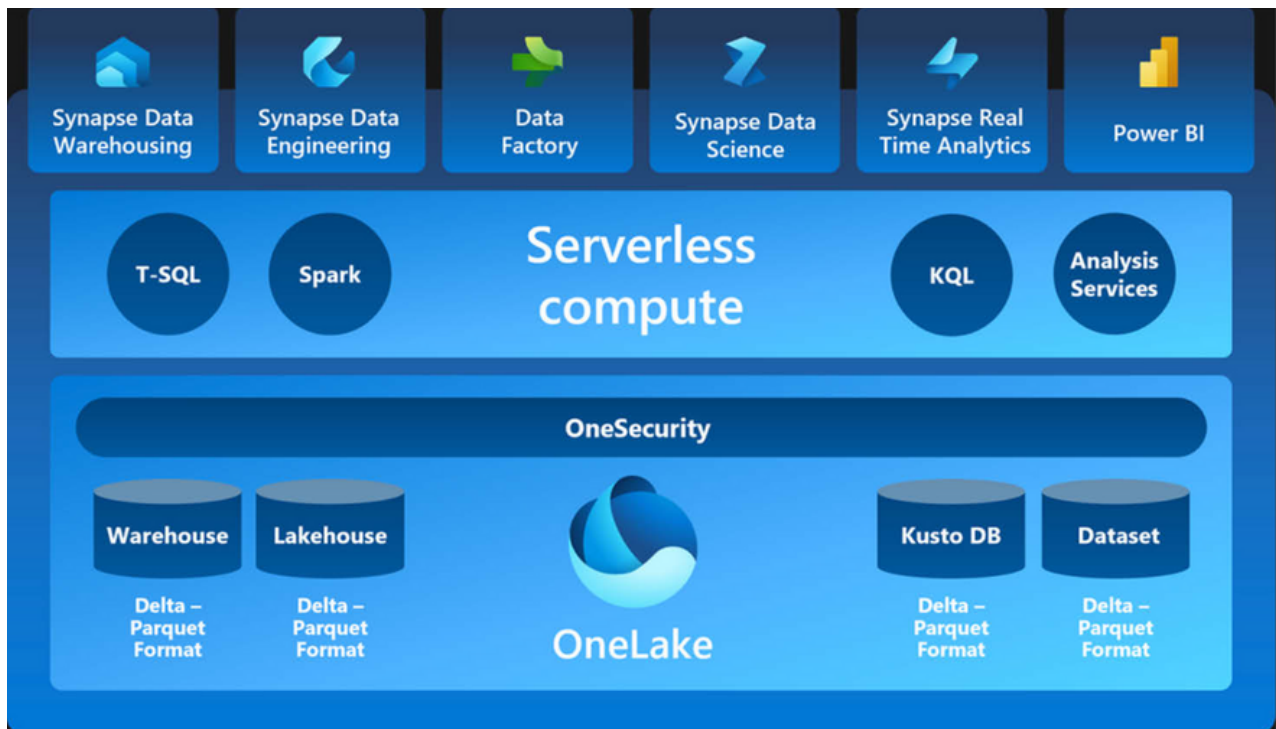 Synapse Data
Warehousing
Synapse Data
Engineering
Data
Factory
Synapse Data
Science
Synapse Real
Time Analytics
Power BI
T-SQL
Spark
Serverless
compute
KQL
Analysis
Services
OneSecurity
Warehouse
Lakehouse
Kusto DB
Dataset
Delta –
Parquet
Format
Delta –
Parquet
Format
OneLake
Delta –
Parquet
Format
Delta –
Parquet
Format